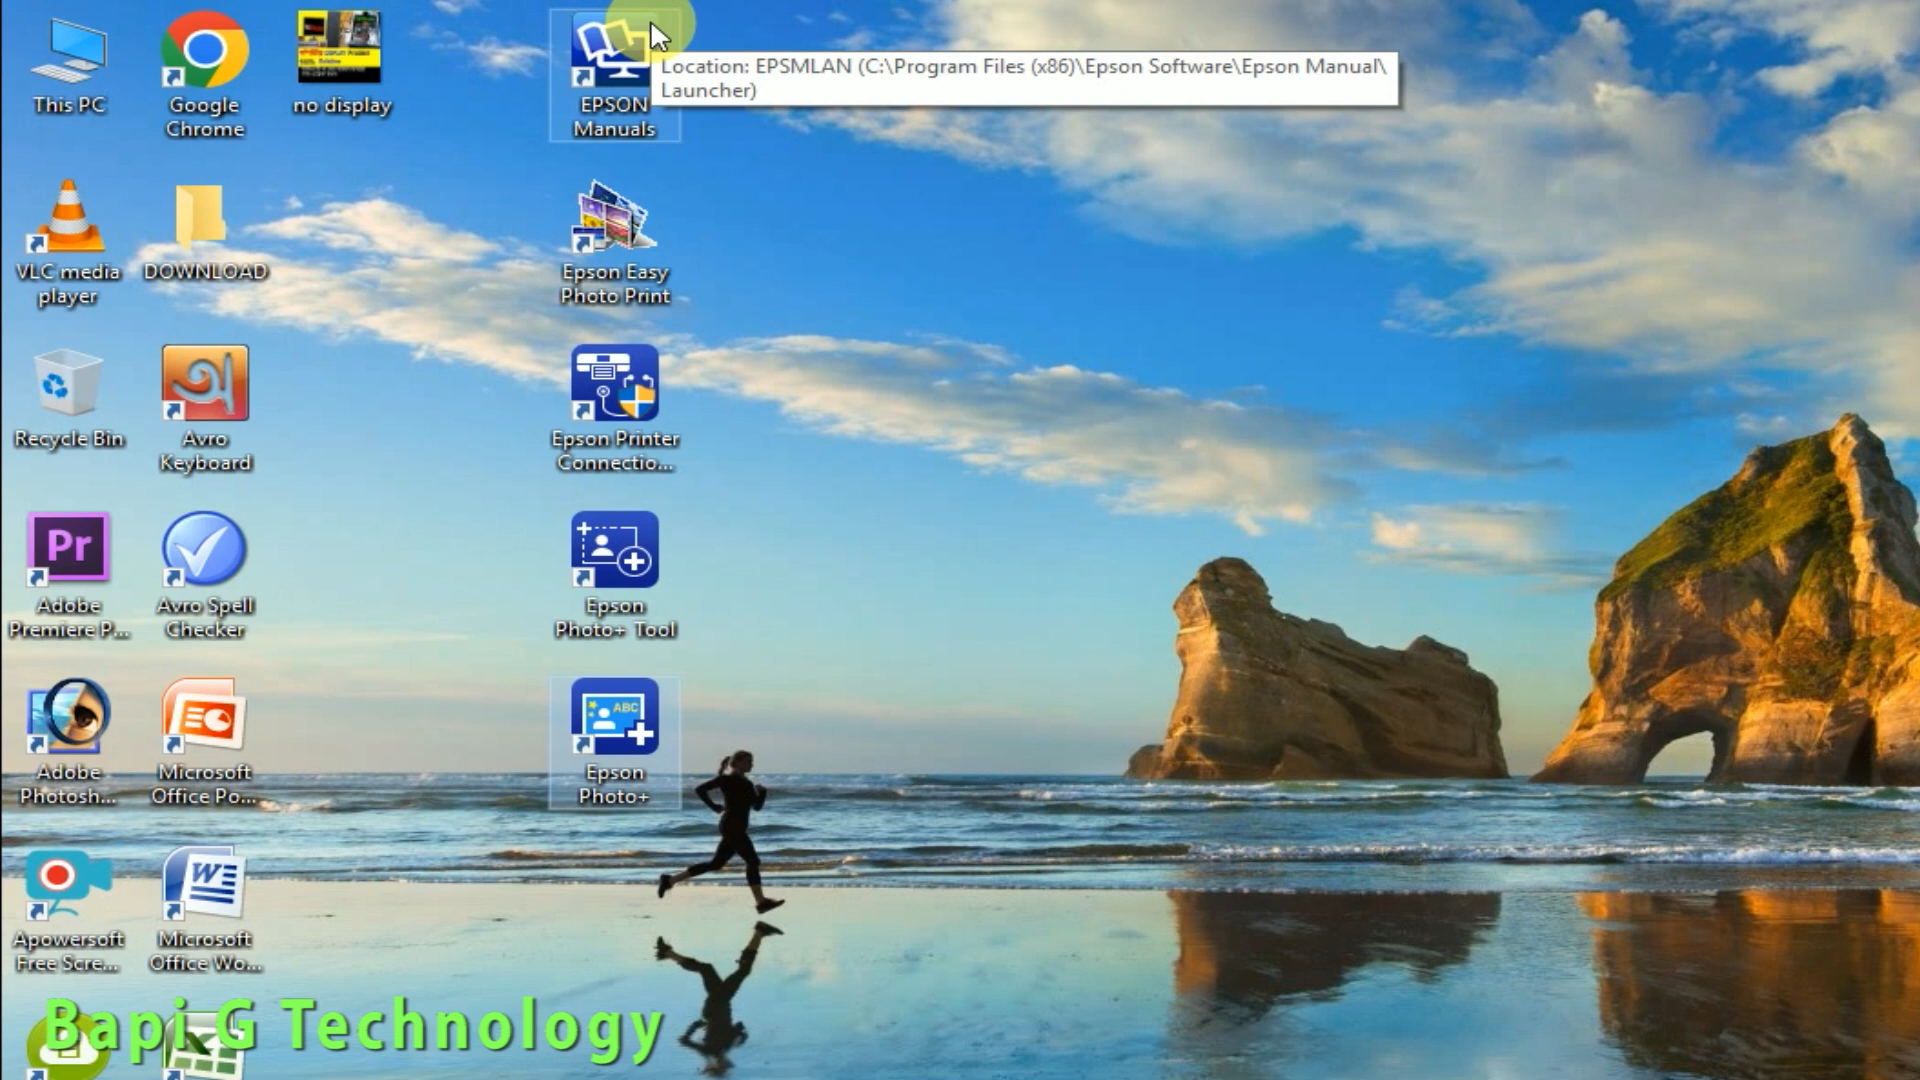 This PC
Google
Chrome
no display
EPSON
Manuals
Location: EPSMLAN (C:\Program Files (x86)\Epson Software\Epson Manual\
Launcher)
VLC media
player
DOWNLOAD
Epson Easy
Photo Print
Recycle Bin
অ
Avro
Keyboard
Epson Printer
Connectio...
Pr
Adobe
Premiere P...
Avro Spell
Checker
Epson
Photo+ Tool
Adobe
Photosh...
Microsoft
Office Po...
ABC
Epson
Photo+
Apowersoft
Free Scre...
W
Microsoft
Office Wo...
Bapi G Technology